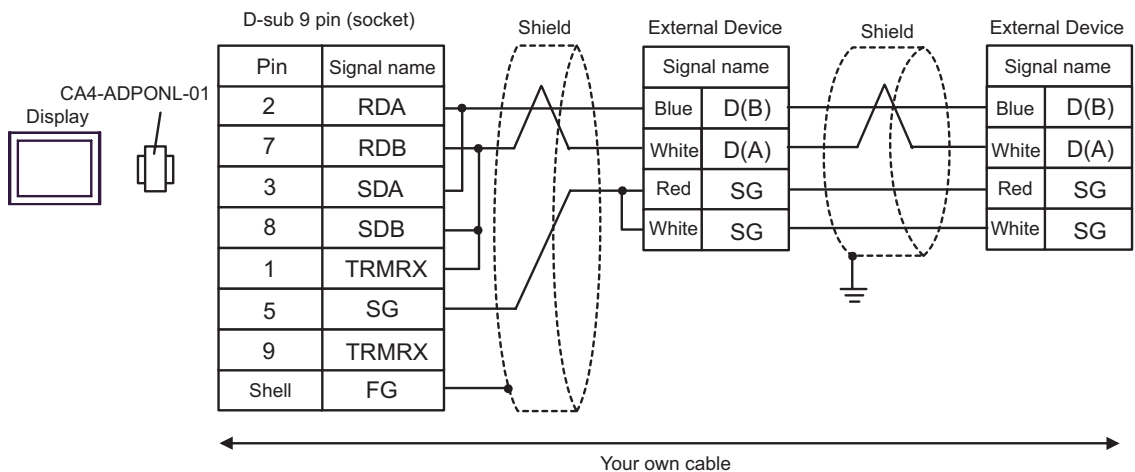 D-sub 9 pin (socket)
Shield
External Device
Shield
External Device
CA4-ADPONL-01
Display
Pin Signal name
2 RDA
7 RDB
3 SDA
8 SDB
1 TRMRX
5 SG
9 TRMRX
Shell FG
Signal name
Blue D(B)
White D(A)
Red SG
White SG
Signal name
Blue D(B)
White D(A)
Red SG
White SG
Your own cable